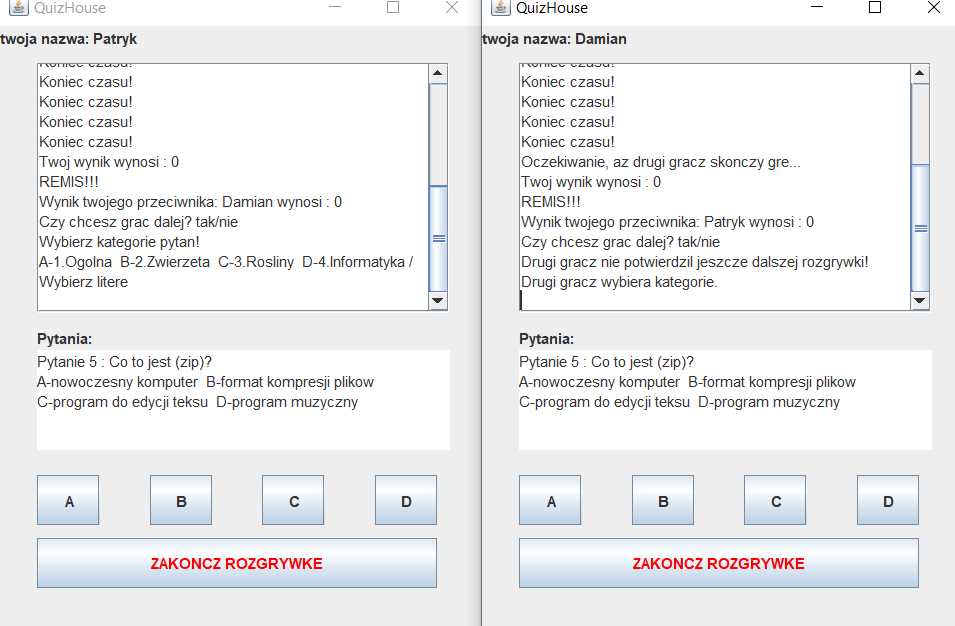 QuizHouse
twoja nazwa: Patryk
Koniec czasu!
Koniec czasu!
Koniec czasu!
Koniec czasu!
Koniec czasu!
Twoj wynik wynosi : 0
REMIS!!!
Wynik twojego przeciwnika: Damian wynosi : 0
Czy chcesz grac dalej? tak/nie
Wybierz kategorie pytan!
A-1.Ogolna  B-2.Zwierzeta  C-3.Rosliny  D-4.Informatyka /
Wybierz litere
Pytania:
Pytanie 5 : Co to jest (zip)?
A-nowoczesny komputer  B-format kompresji plikow
C-program do edycji teksu  D-program muzyczny
A B C D
ZAKONCZ ROZGRYWKE
QuizHouse
twoja nazwa: Damian
Koniec czasu!
Koniec czasu!
Koniec czasu!
Koniec czasu!
Koniec czasu!
Oczekiwanie, az drugi gracz skonczy gre...
Twoj wynik wynosi : 0
REMIS!!!
Wynik twojego przeciwnika: Patryk wynosi : 0
Czy chcesz grac dalej? tak/nie
Drugi gracz nie potwierdzil jeszcze dalszej rozgrywki!
Drugi gracz wybiera kategorie.
Pytania:
Pytanie 5 : Co to jest (zip)?
A-nowoczesny komputer  B-format kompresji plikow
C-program do edycji teksu  D-program muzyczny
A B C D
ZAKONCZ ROZGRYWKE